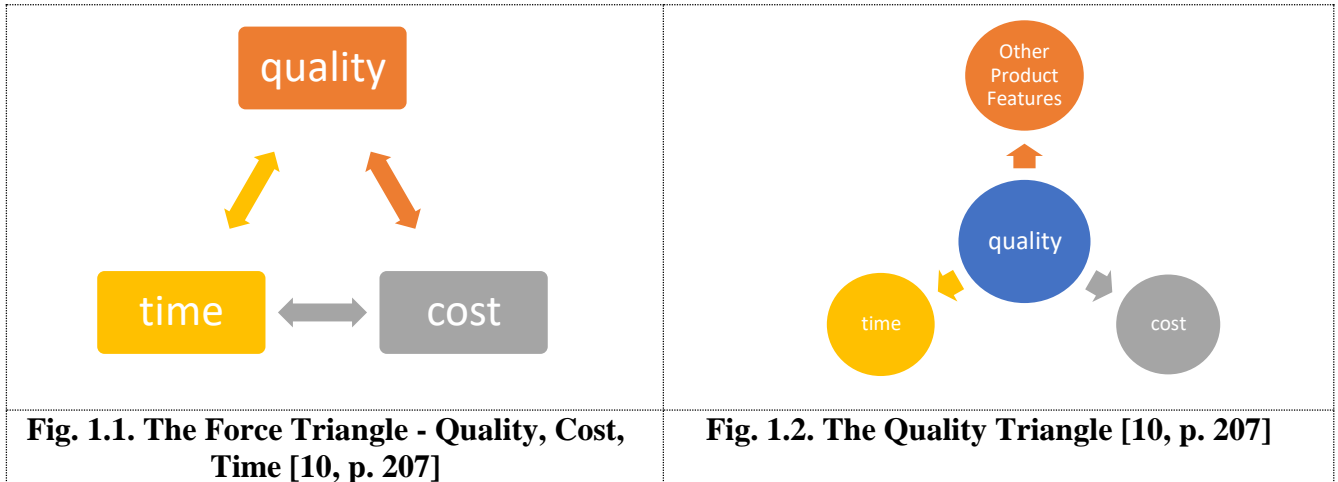 quality
time
cost
Fig. 1.1. The Force Triangle - Quality, Cost,
Time [10, p. 207]
Other
Product
Features
quality
time
cost
Fig. 1.2. The Quality Triangle [10, p. 207]